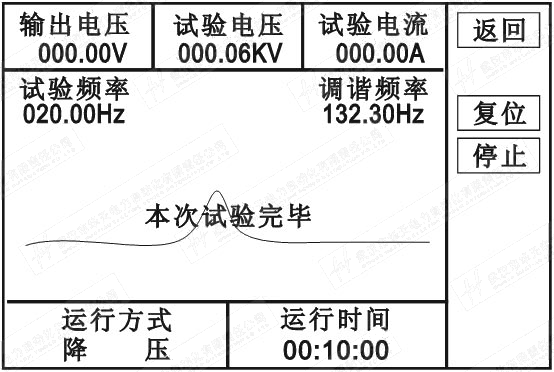 输出电压 试验电压 试验电流 返回
000.00V 000.06KV 000.00A
试验频率 调谐频率
020.00Hz 132.30Hz 复位
停止
本次试验完毕
运行方式 运行时间
降 压 00:10:00